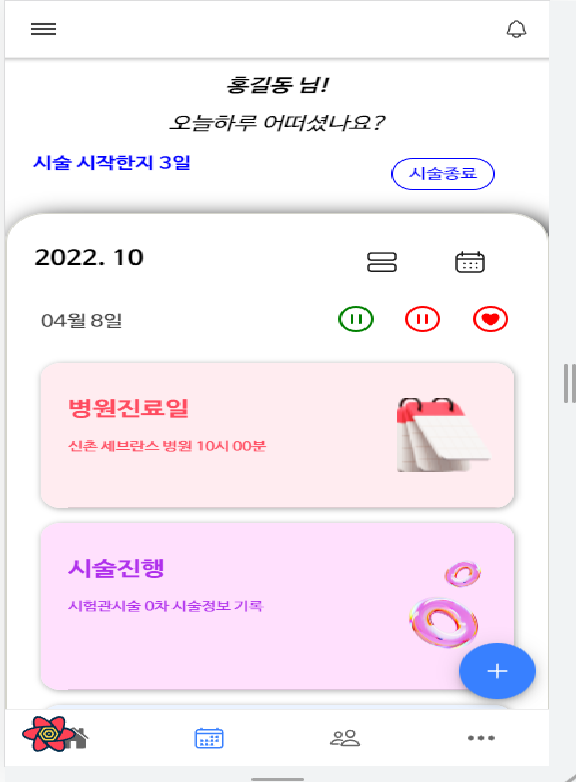 홍길동 님!
오늘하루 어떠셨나요?
시술 시작한지 3일
시술종료
2022. 10
04월 8일
병원진료일
신촌 세브란스 병원 10시 00분
시술진행
시험관시술 0차 시술정보 기록